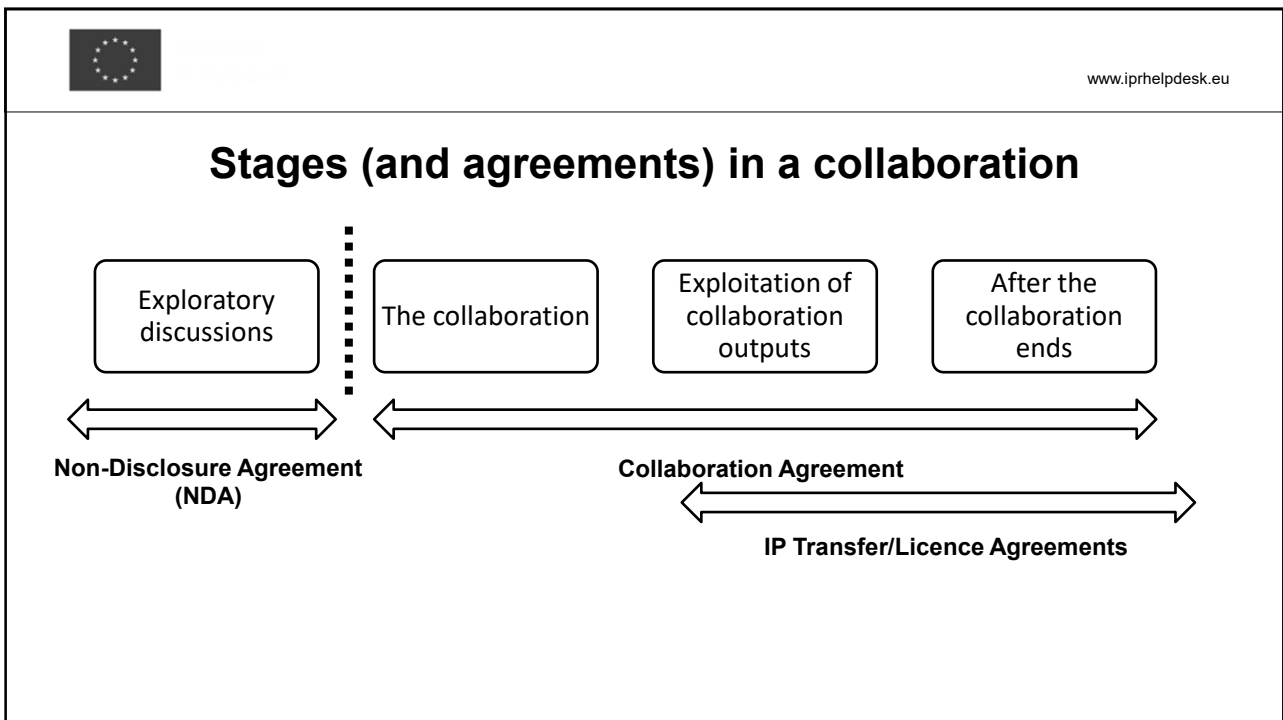 www.iprhelpdesk.eu
Stages (and agreements) in a collaboration
Exploratory
discussions
The collaboration
Exploitation of
collaboration
outputs
After the
collaboration
ends
Non-Disclosure Agreement
(NDA)
Collaboration Agreement
IP Transfer/Licence Agreements